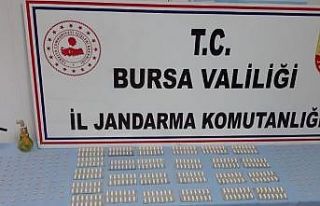 T.C.
BURSA VALİLİĞİ
İL JANDARMA KOMUTANLIĞI